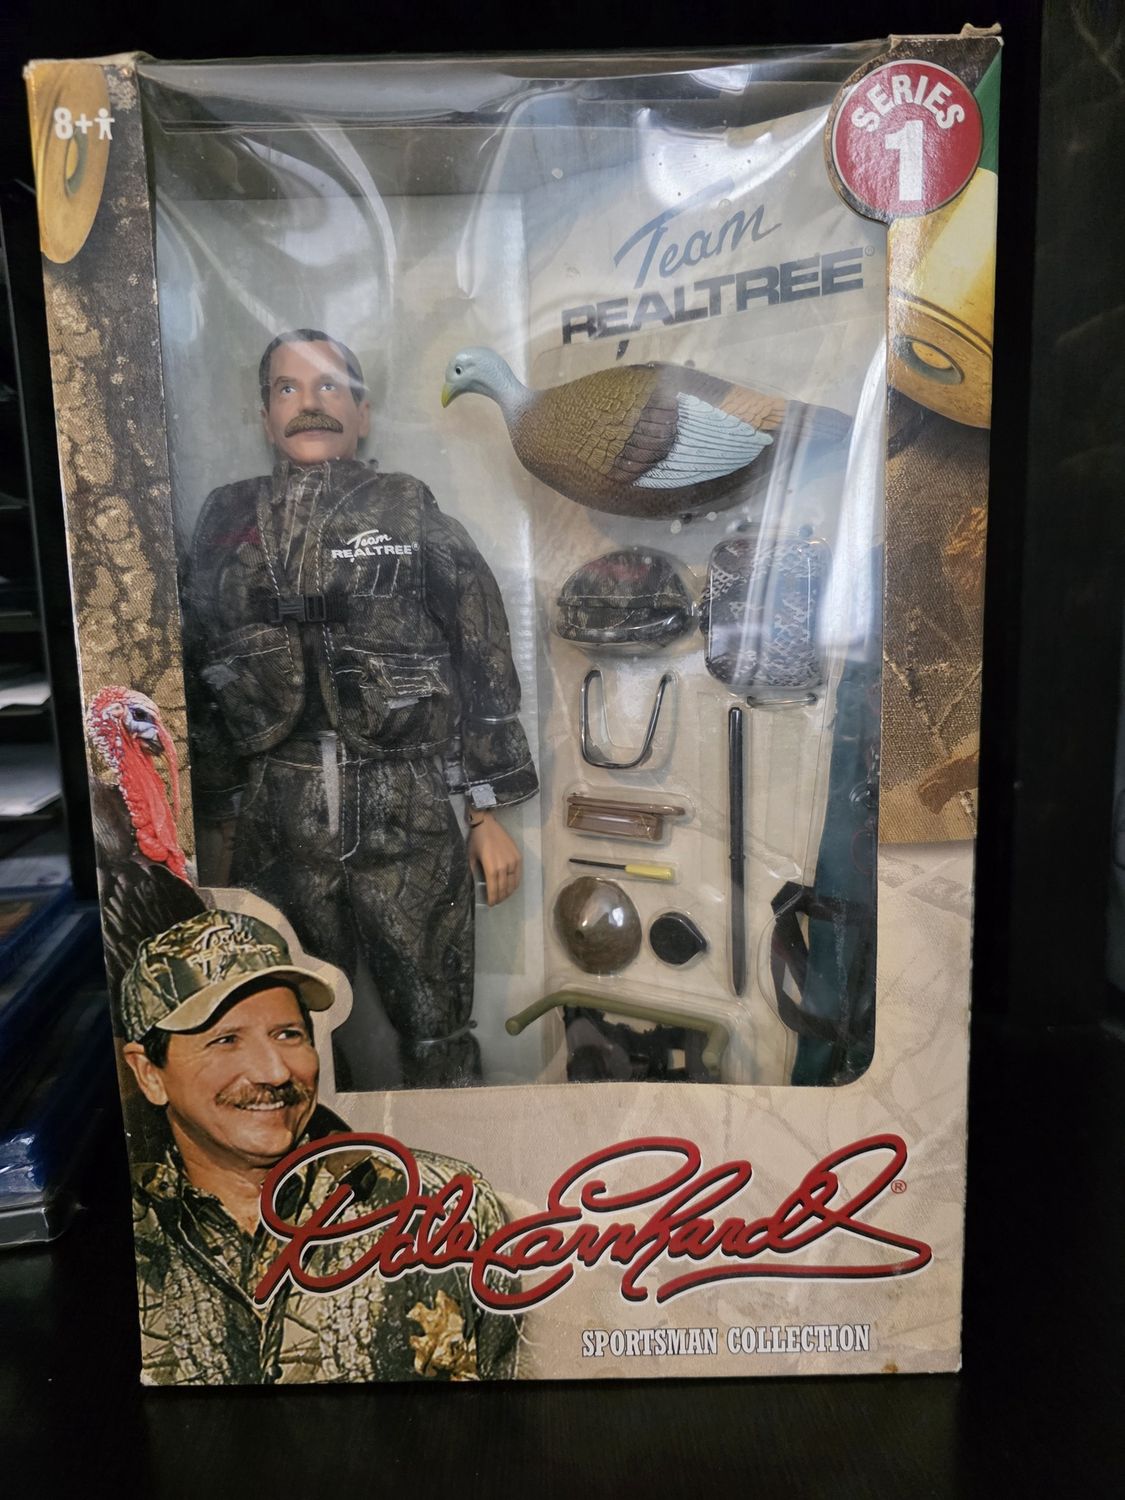 8+
SERIES
1
Team
REALTREE®
Team
REALTREE®
Dale Earnhardt®
SPORTSMAN COLLECTION